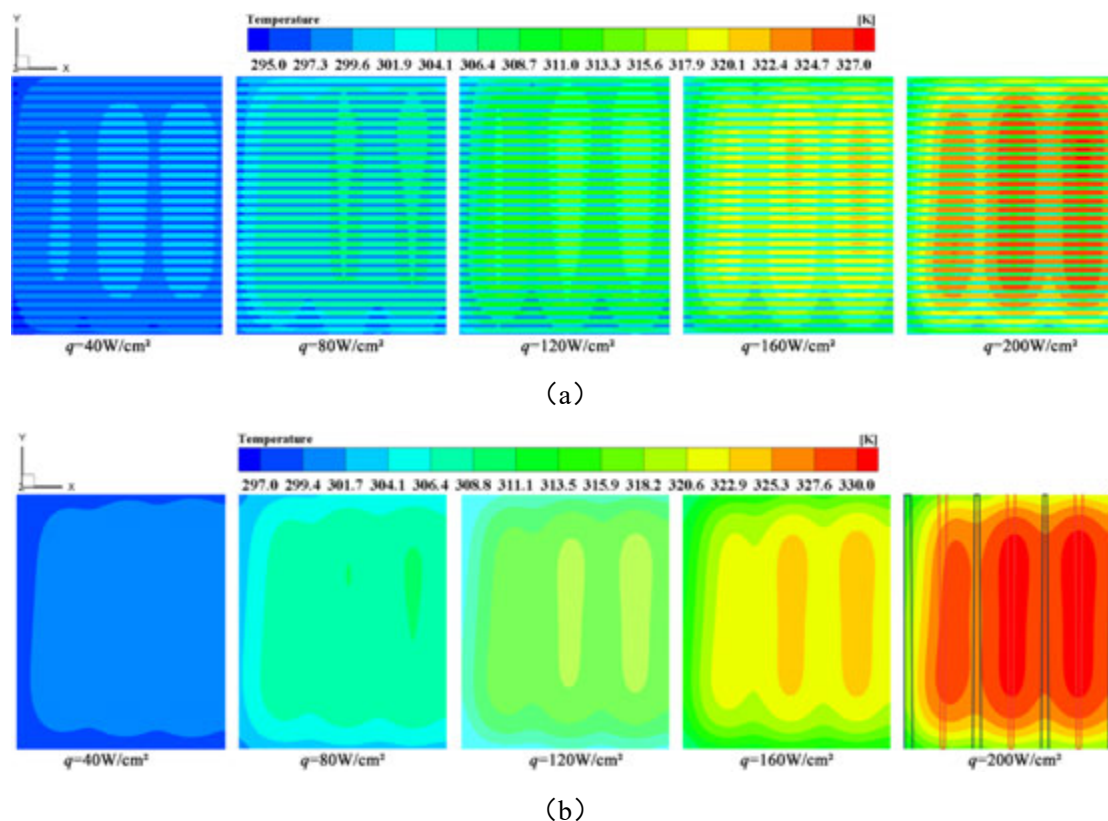 Y
Temperature [K]
Z X
295.0 297.3 299.6 301.9 304.1 306.4 308.7 311.0 313.3 315.6 317.9 320.1 322.4 324.7 327.0
q=40W/cm² q=80W/cm² q=120W/cm² q=160W/cm² q=200W/cm²
（a）
Y
Temperature [K]
Z X
297.0 299.4 301.7 304.1 306.4 308.8 311.1 313.5 315.9 318.2 320.6 322.9 325.3 327.6 330.0
q=40W/cm² q=80W/cm² q=120W/cm² q=160W/cm² q=200W/cm²
（b）